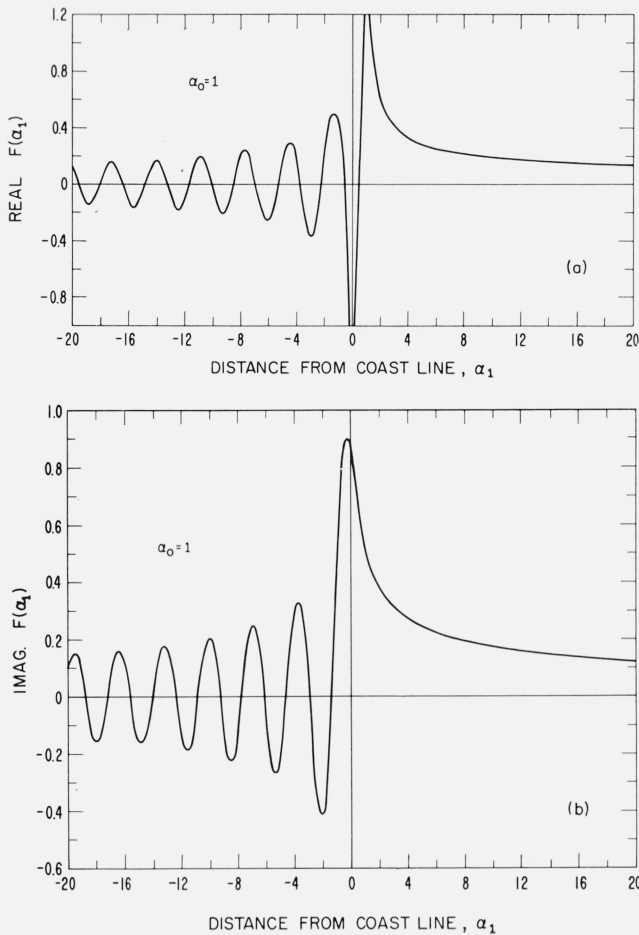 1.2
0.8
0.4
0
-0.4
-0.8
REAL F(α₁)
α₀=1
(a)
-20 -16 -12 -8 -4 0 4 8 12 16 20
DISTANCE FROM COAST LINE, α₁
1.0
0.8
0.6
0.4
0.2
0
-0.2
-0.4
-0.6
IMAG. F(α₁)
α₀=1
(b)
-20 -16 -12 -8 -4 0 4 8 12 16 20
DISTANCE FROM COAST LINE, α₁